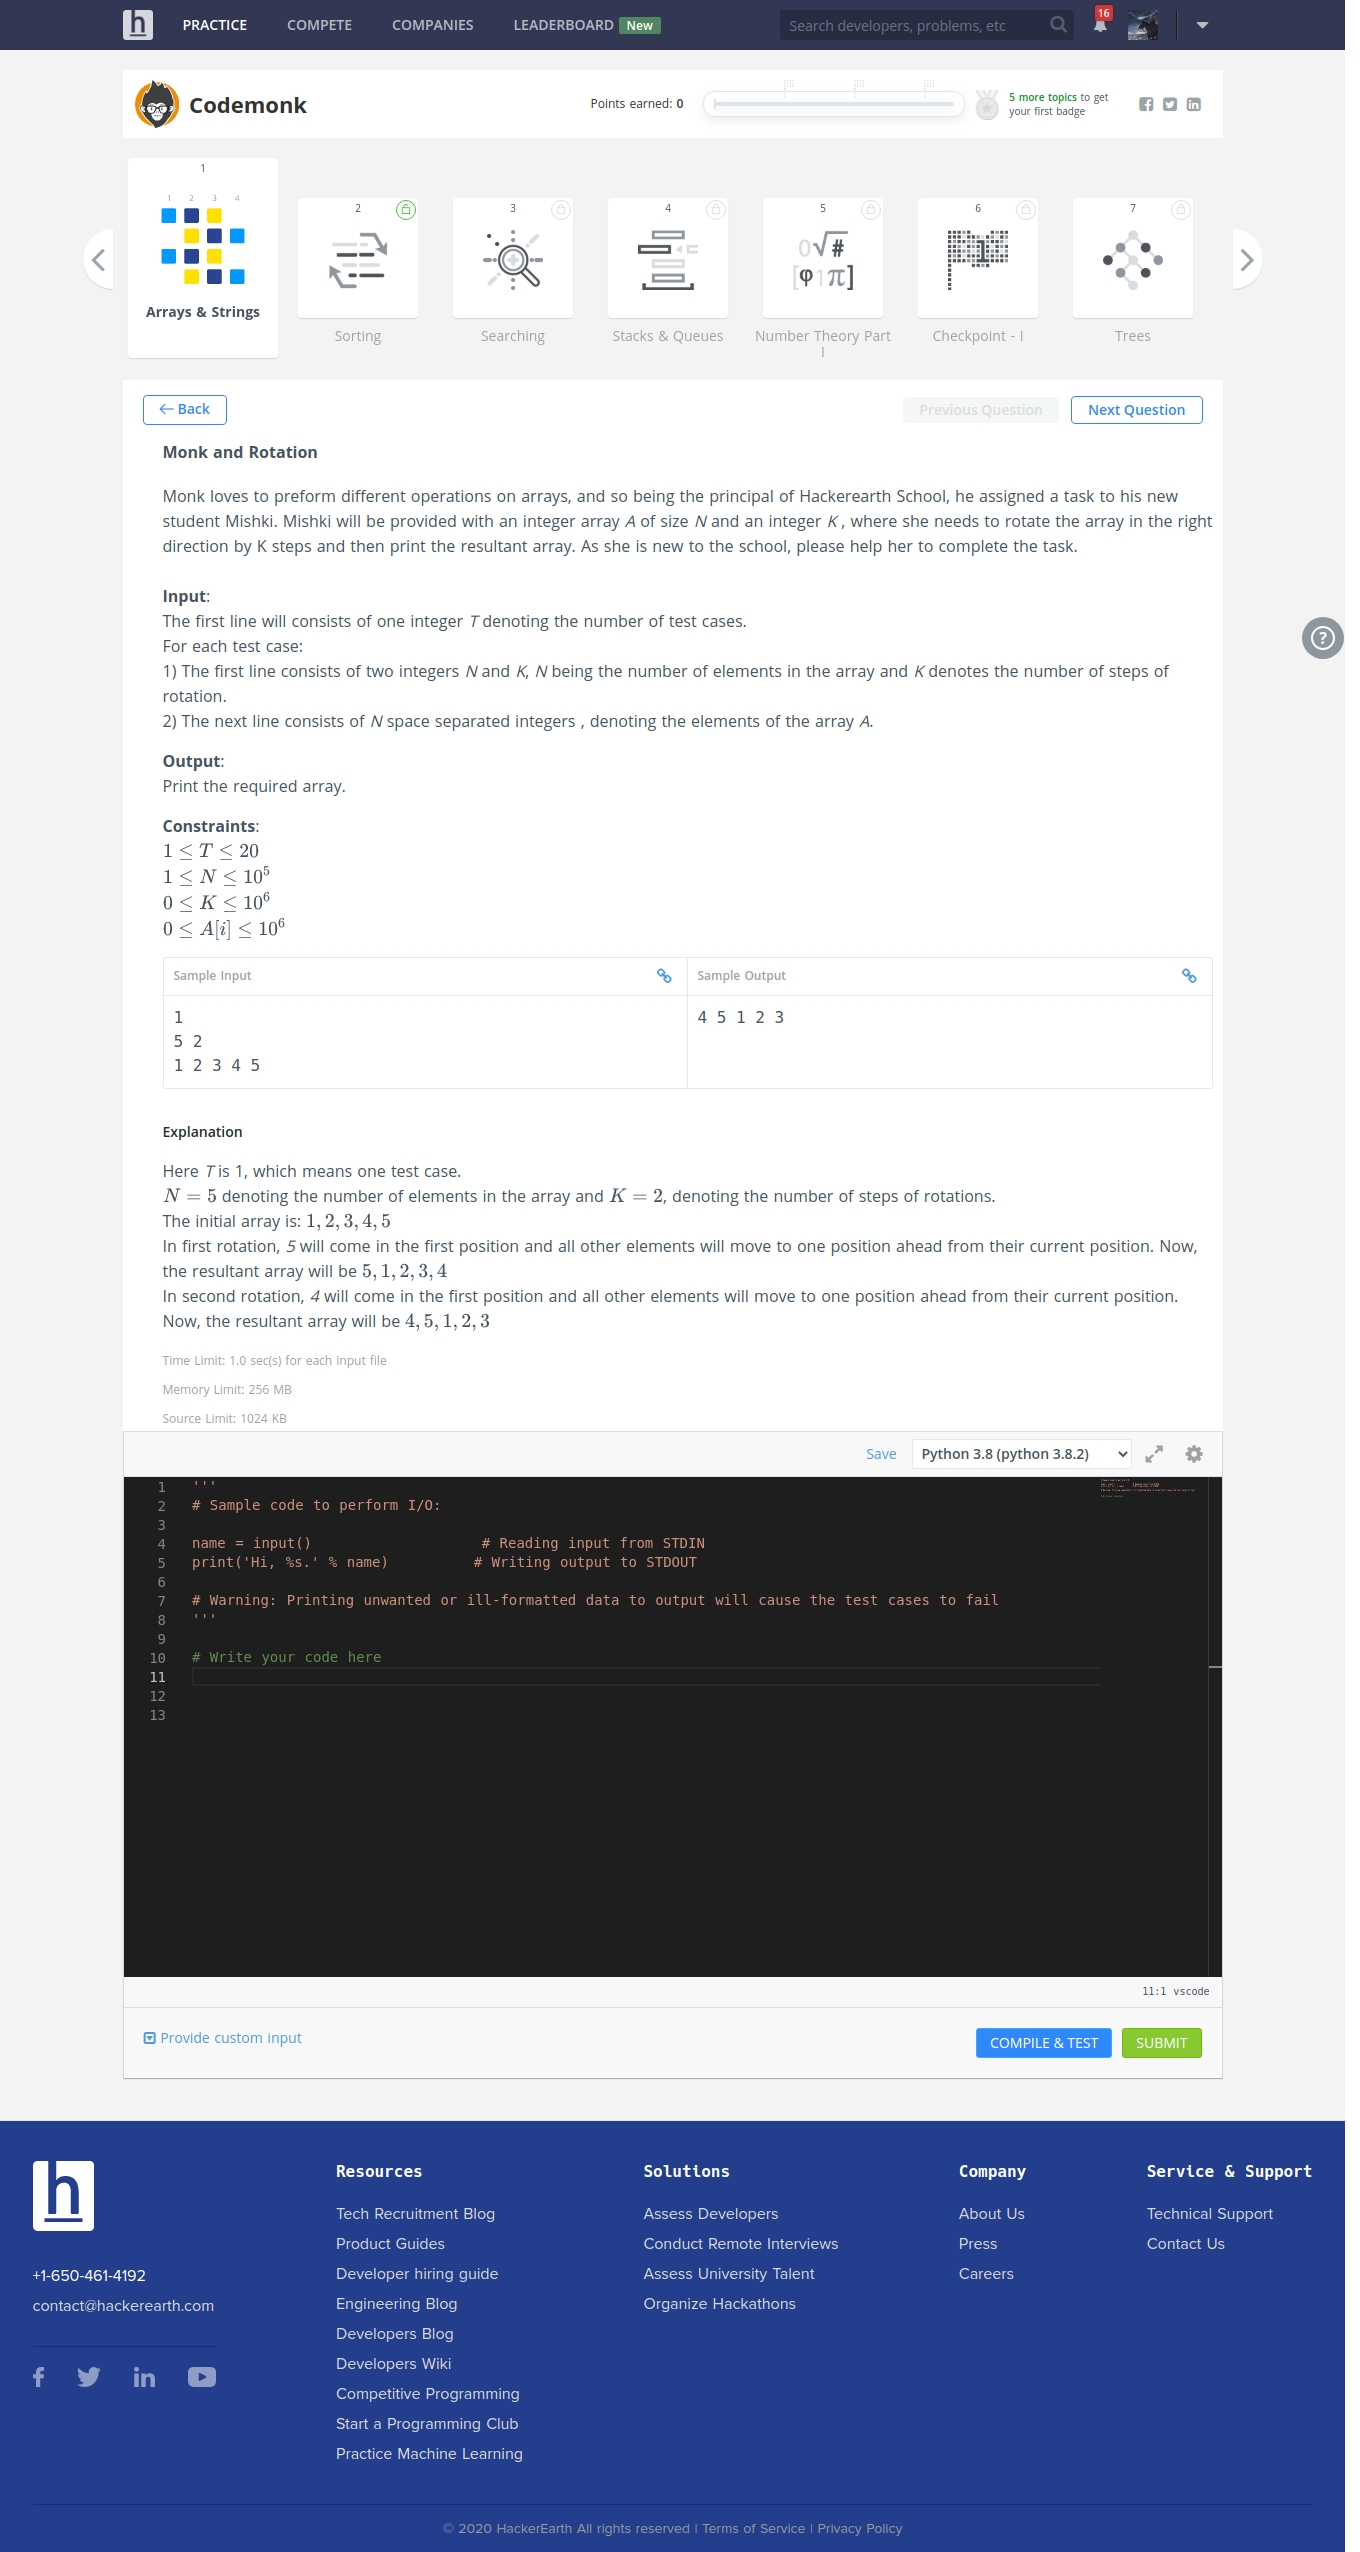 h PRACTICE COMPETE COMPANIES LEADERBOARD New Search developers, problems, etc 16
Codemonk
Points earned: 0
5 more topics to get
your first badge
1
1 2 3 4
Arrays & Strings
2
Sorting
3
Searching
4
Stacks & Queues
5
0√#
[φ1π]
Number Theory Part
I
6
1
Checkpoint - I
7
Trees
Back
Previous Question
Next Question
Monk and Rotation
Monk loves to preform different operations on arrays, and so being the principal of Hackerearth School, he assigned a task to his new
student Mishki. Mishki will be provided with an integer array A of size N and an integer K , where she needs to rotate the array in the right
direction by K steps and then print the resultant array. As she is new to the school, please help her to complete the task.
Input:
The first line will consists of one integer T denoting the number of test cases.
For each test case:
1) The first line consists of two integers N and K, N being the number of elements in the array and K denotes the number of steps of
rotation.
2) The next line consists of N space separated integers , denoting the elements of the array A.
Output:
Print the required array.
Constraints:
1 ≤ T ≤ 20
1 ≤ N ≤ 10⁵
0 ≤ K ≤ 10⁶
0 ≤ A[i] ≤ 10⁶
Sample Input
1
5 2
1 2 3 4 5
Sample Output
4 5 1 2 3
Explanation
Here T is 1, which means one test case.
N = 5 denoting the number of elements in the array and K = 2, denoting the number of steps of rotations.
The initial array is: 1, 2, 3, 4, 5
In first rotation, 5 will come in the first position and all other elements will move to one position ahead from their current position. Now,
the resultant array will be 5, 1, 2, 3, 4
In second rotation, 4 will come in the first position and all other elements will move to one position ahead from their current position.
Now, the resultant array will be 4, 5, 1, 2, 3
Time Limit: 1.0 sec(s) for each input file
Memory Limit: 256 MB
Source Limit: 1024 KB
Save Python 3.8 (python 3.8.2)
1 '''
2 # Sample code to perform I/O:
3
4 name = input() # Reading input from STDIN
5 print('Hi, %s.' % name) # Writing output to STDOUT
6
7 # Warning: Printing unwanted or ill-formatted data to output will cause the test cases to fail
8 '''
9
10 # Write your code here
11
12
13
11:1 vscode
Provide custom input
COMPILE & TEST
SUBMIT
?
h
+1-650-461-4192
contact@hackerearth.com
Resources
Tech Recruitment Blog
Product Guides
Developer hiring guide
Engineering Blog
Developers Blog
Developers Wiki
Competitive Programming
Start a Programming Club
Practice Machine Learning
Solutions
Assess Developers
Conduct Remote Interviews
Assess University Talent
Organize Hackathons
Company
About Us
Press
Careers
Service & Support
Technical Support
Contact Us
© 2020 HackerEarth All rights reserved | Terms of Service | Privacy Policy